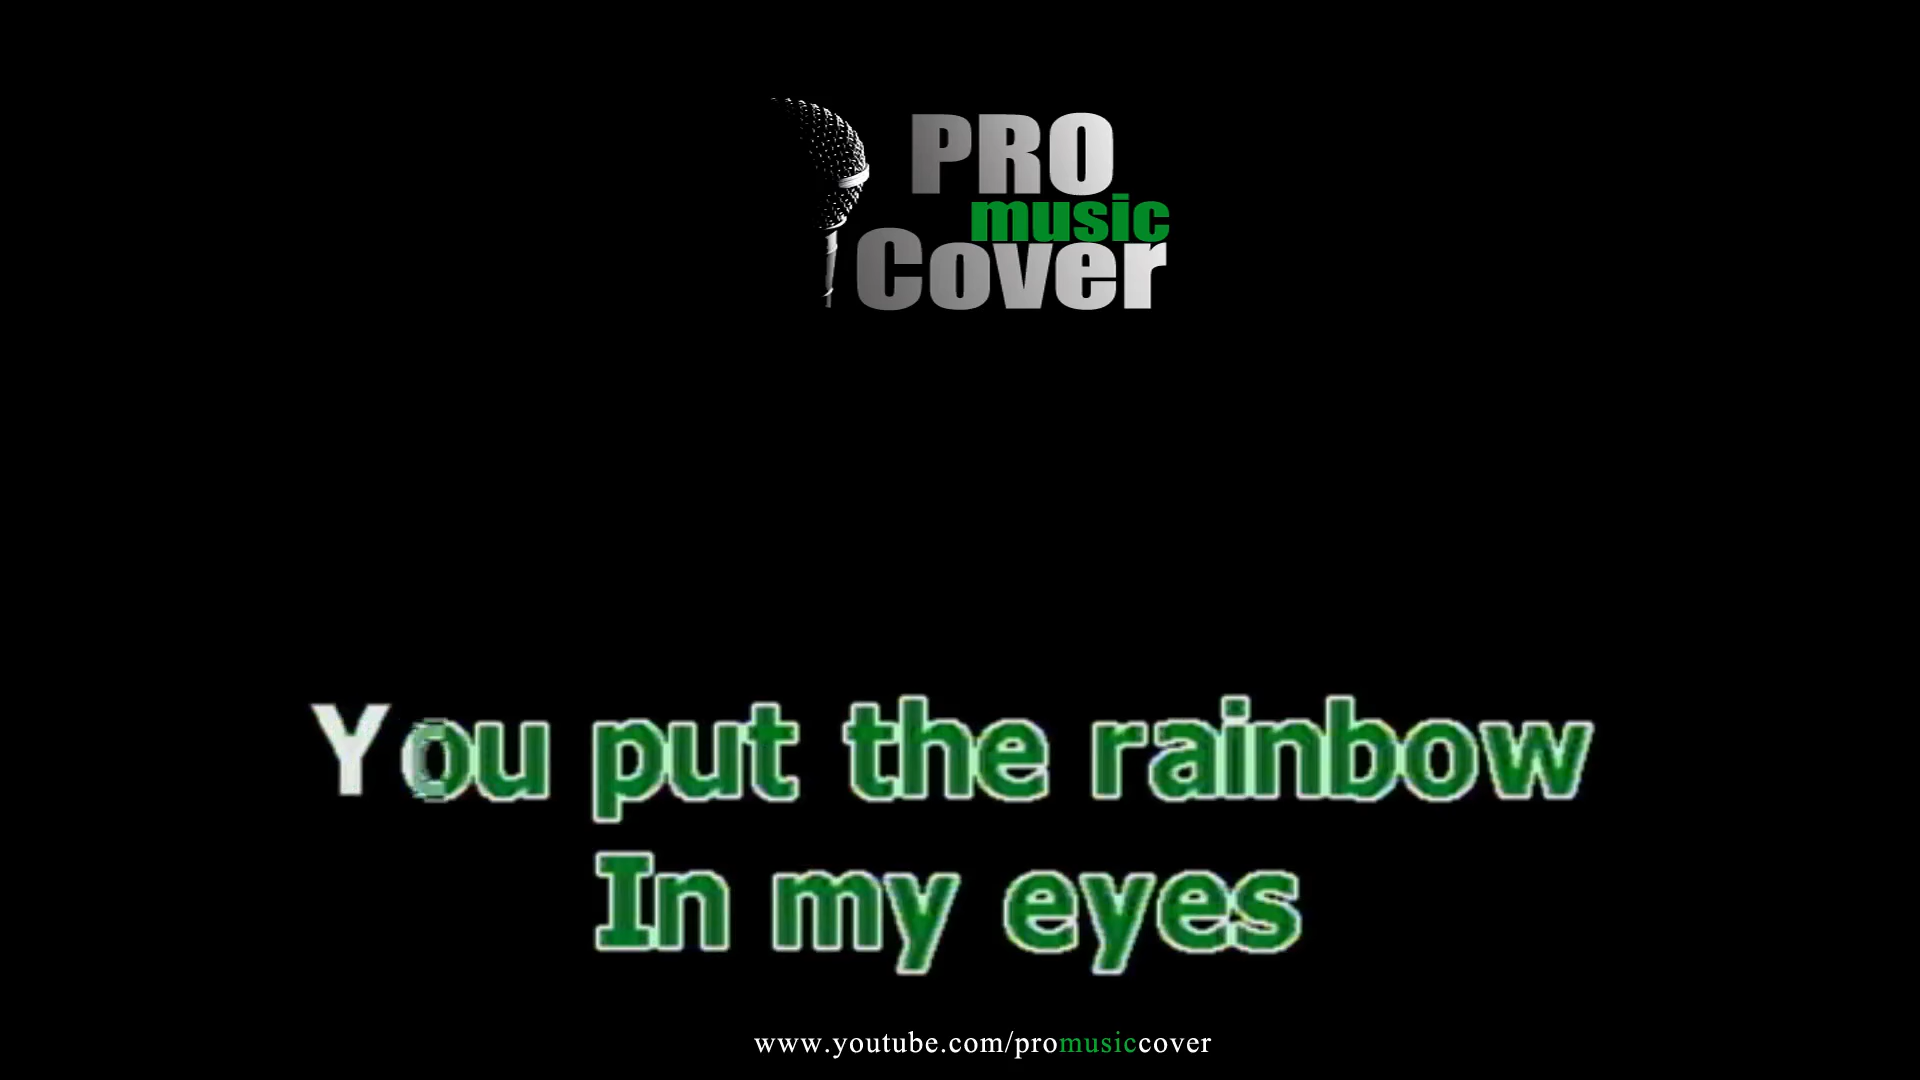 PRO
music
Cover
You put the rainbow
In my eyes
www.youtube.com/promusiccover